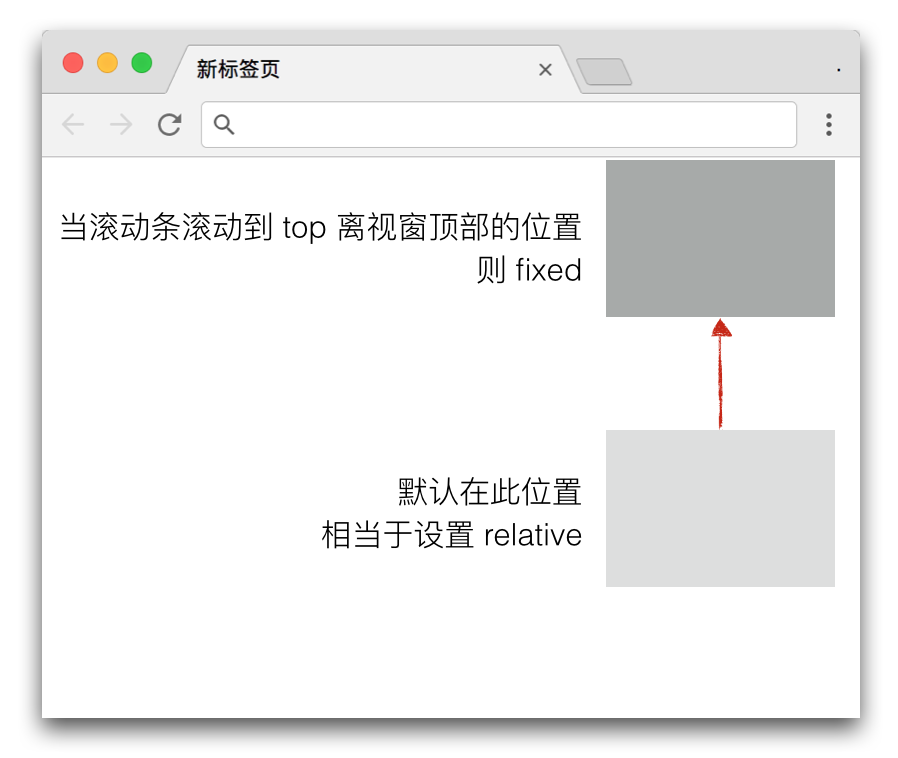 新标签页
当滚动条滚动到 top 离视窗顶部的位置
则 fixed
默认在此位置
相当于设置 relative